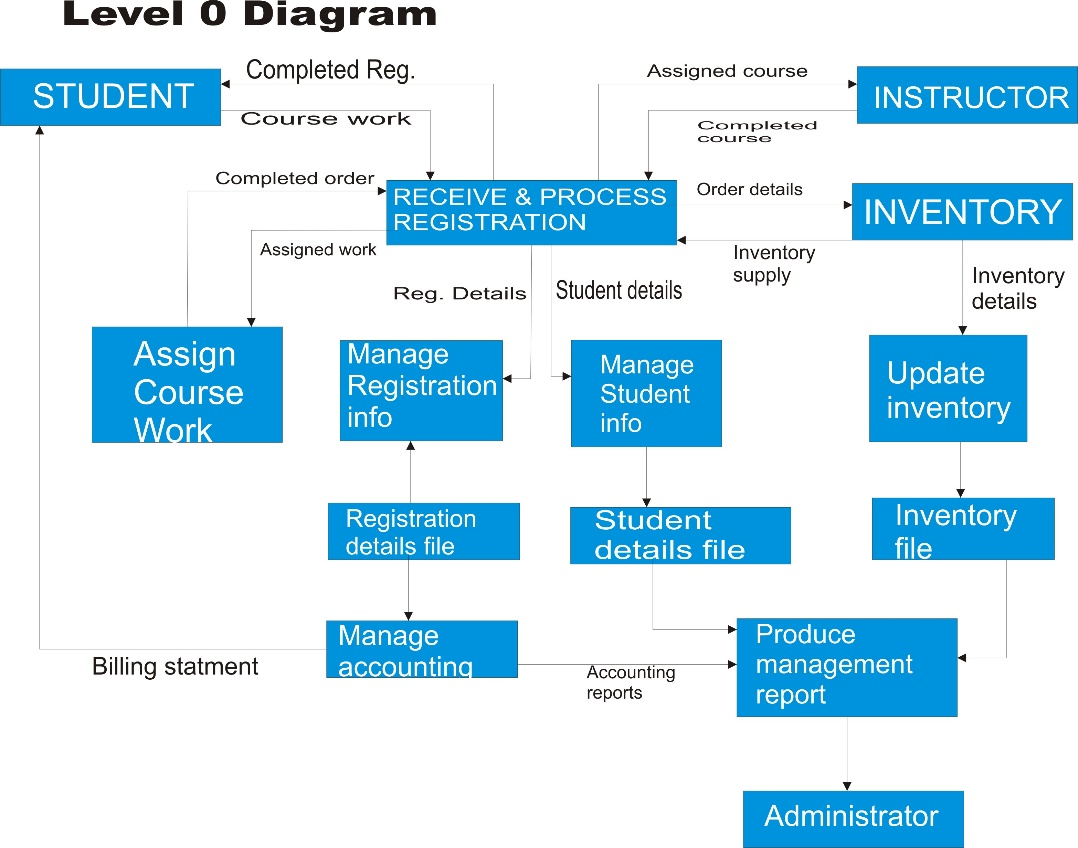 Level 0 Diagram
Completed Reg.
Assigned course
STUDENT
INSTRUCTOR
Course work
Completed
course
Completed order
RECEIVE & PROCESS
REGISTRATION
Order details
INVENTORY
Assigned work
Inventory
supply
Reg. Details
Student details
Inventory
details
Assign
Course
Work
Manage
Registration
info
Manage
Student
info
Update
inventory
Registration
details file
Student
details file
Inventory
file
Manage
accounting
Produce
management
report
Billing statment
Accounting
reports
Administrator